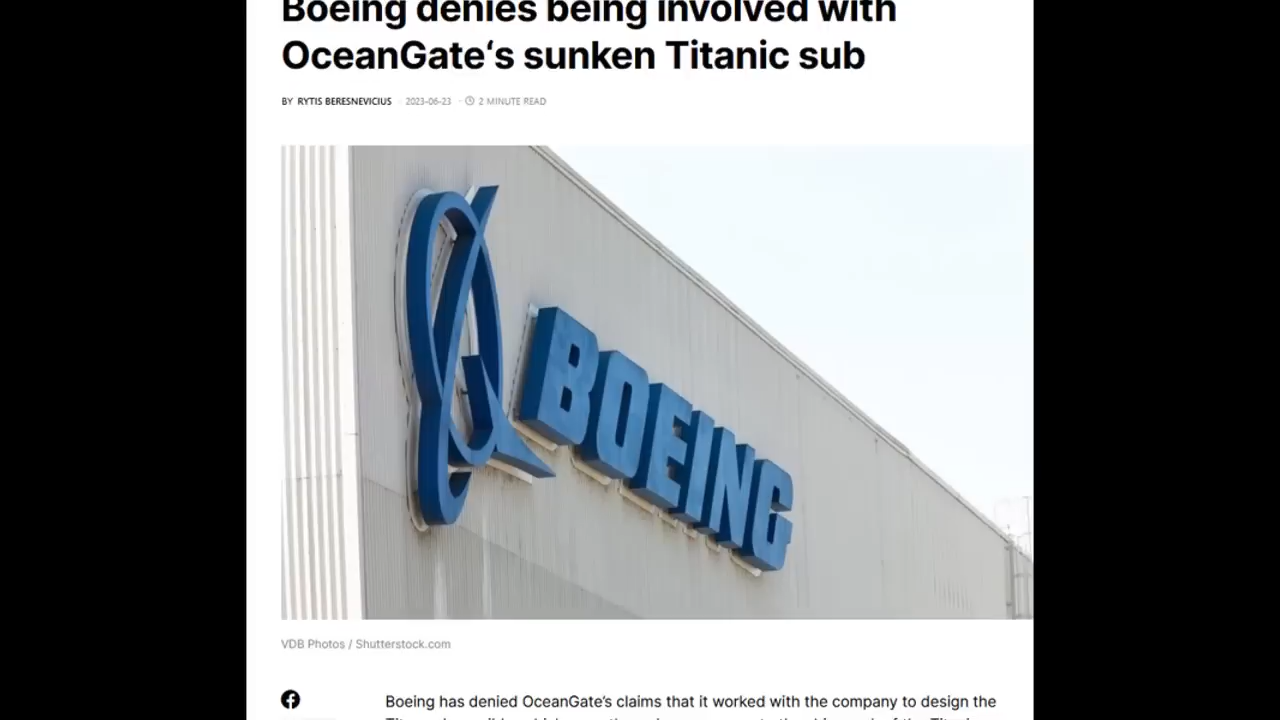 Boeing denies being involved with
OceanGate‘s sunken Titanic sub
BY RYTIS BERESNEVICIUS · 2023-06-23 · 2 MINUTE READ
BOEING
VDB Photos / Shutterstock.com
Boeing has denied OceanGate’s claims that it worked with the company to design the